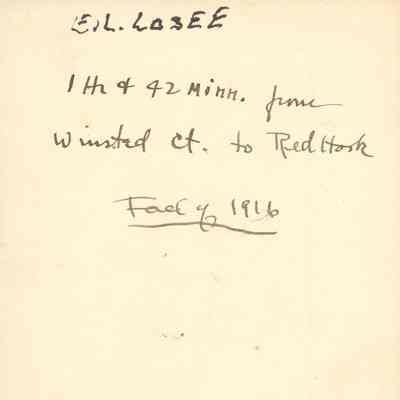 E.L. LOSEE
1 Hr & 42 Minn. from
Winsted Ct. to Red Hook
Fall of 1916